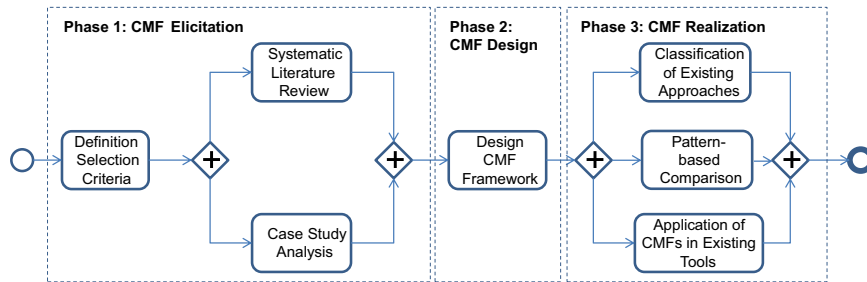 Phase 1: CMF Elicitation
Systematic
Literature
Review
Definition
Selection
Criteria
Case Study
Analysis
Phase 2:
CMF Design
Design
CMF
Framework
Phase 3: CMF Realization
Classification
of Existing
Approaches
Pattern-
based
Comparison
Application of
CMFs in Existing
Tools